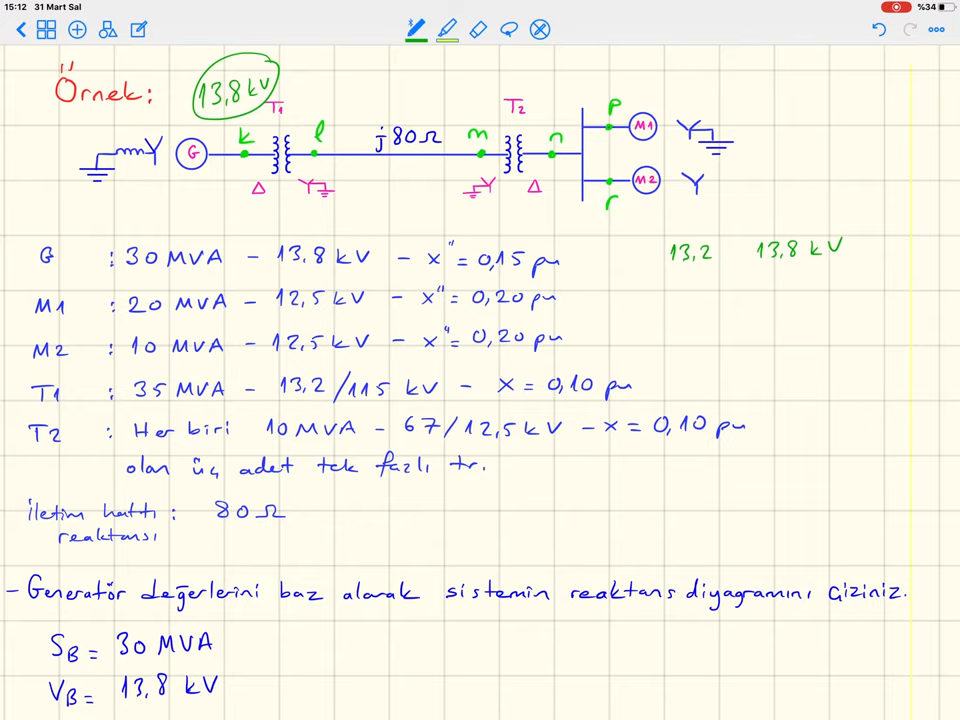 15:12 31 Mart Sal %34
Örnek: 13,8 kV
T1 T2 P
k l j80Ω m n M1 Y
Y G
Δ Y Y Δ M2 Y
r
G : 30 MVA - 13.8 kV - x" = 0,15 pu 13,2 13.8 kV
M1 : 20 MVA - 12,5 kV - x" = 0,20 pu
M2 : 10 MVA - 12,5 kV - x" = 0,20 pu
T1 : 35 MVA - 13,2/115 kV - x = 0,10 pu
T2 : Her biri 10 MVA - 67/12,5 kV - x = 0,10 pu
olan üç adet tek fazlı tr.
İletim hattı : 80 Ω
reaktansı
- Generatör değerlerini baz alarak sistemin reaktans diyagramını çiziniz.
SB = 30 MVA
VB = 13,8 kV